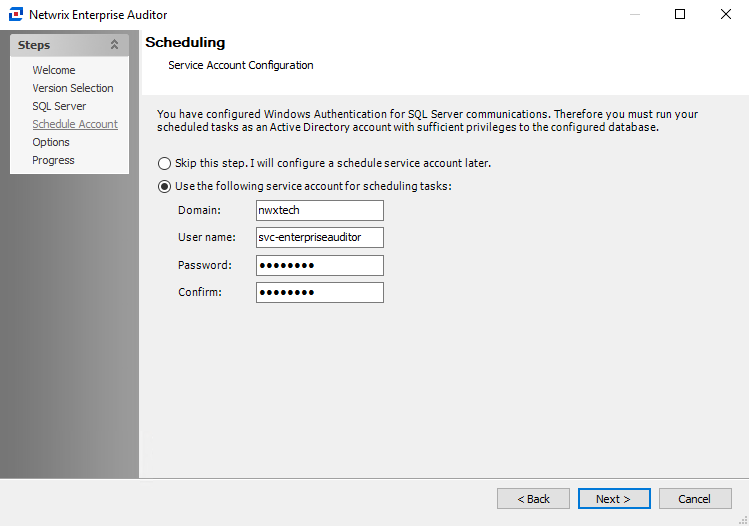 Netwrix Enterprise Auditor
Steps
Welcome
Version Selection
SQL Server
Schedule Account
Options
Progress
Scheduling
Service Account Configuration
You have configured Windows Authentication for SQL Server communications. Therefore you must run your
scheduled tasks as an Active Directory account with sufficient privileges to the configured database.
Skip this step. I will configure a schedule service account later.
Use the following service account for scheduling tasks:
Domain: nwxtech
User name: svc-enterpriseauditor
Password: ●●●●●●●●
Confirm: ●●●●●●●●
< Back
Next >
Cancel